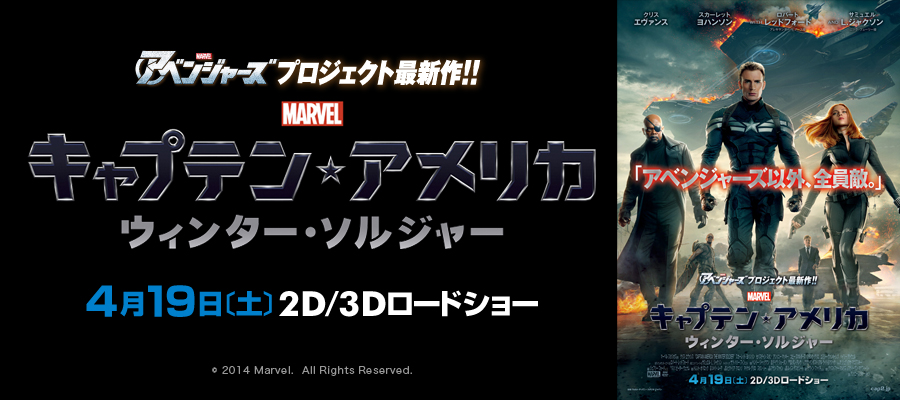 MARVEL
アベンジャーズ プロジェクト最新作!!
MARVEL
キャプテン☆アメリカ
ウィンター・ソルジャー
4月19日(土) 2D/3Dロードショー
© 2014 Marvel. All Rights Reserved.
クリス エヴァンス
スカーレット ヨハンソン
ロバート レッドフォード
サミュエル L.ジャクソン
「アベンジャーズ以外、全員敵。」
アベンジャーズ プロジェクト最新作!!
MARVEL
キャプテン☆アメリカ
ウィンター・ソルジャー
4月19日(土) 2D/3Dロードショー